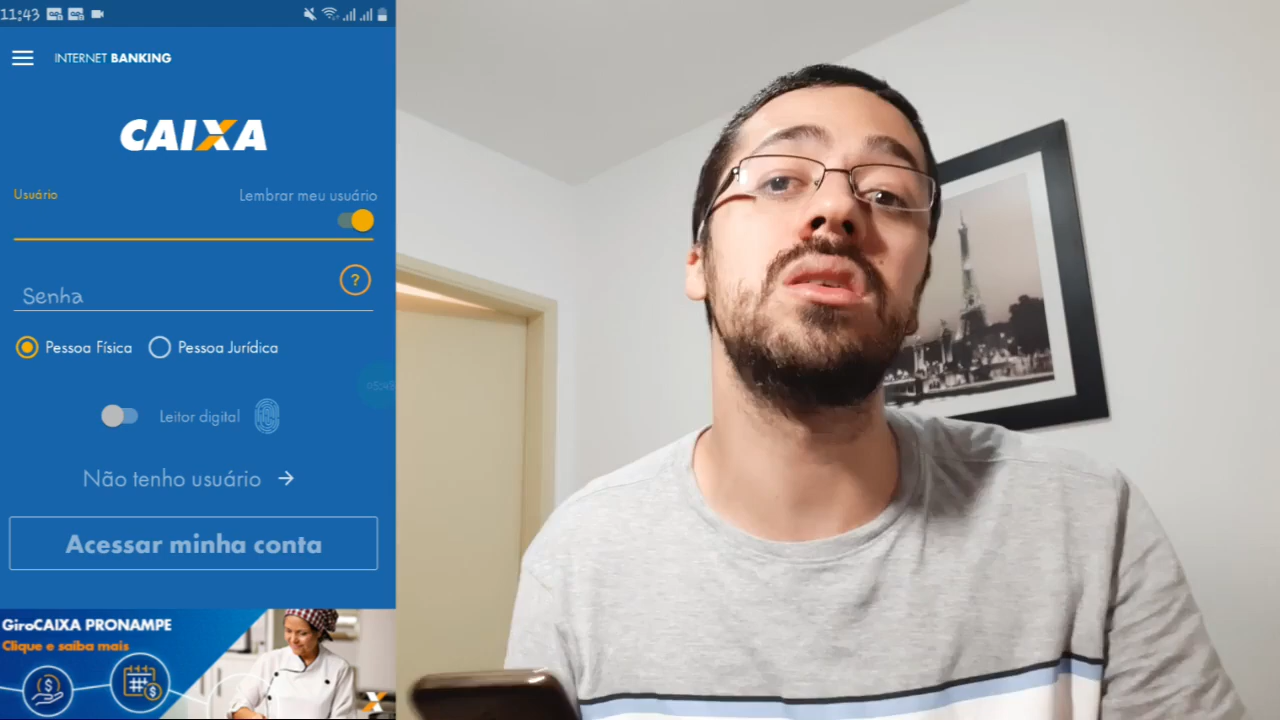 11:43
INTERNET BANKING
CAIXA
Usuário
Lembrar meu usuário
Senha
?
Pessoa Física
Pessoa Jurídica
Leitor digital
Não tenho usuário →
Acessar minha conta
GiroCAIXA PRONAMPE
Clique e saiba mais